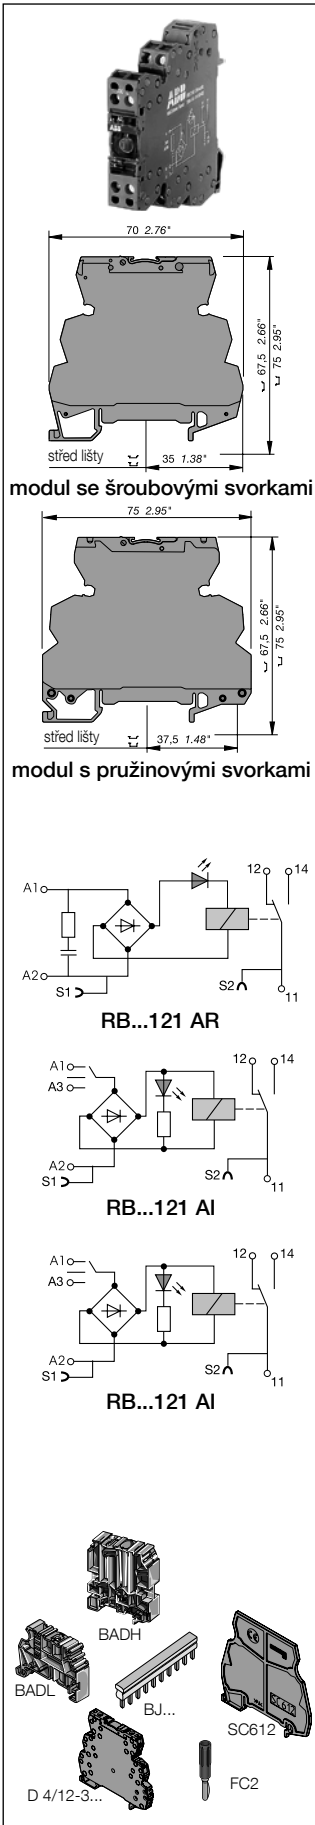 ABB
ABB
70 2.76"
67,5 2.66"
75 2.95"
střed lišty
35 1.38"
modul se šroubovými svorkami
75 2.95"
67,5 2.66"
75 2.95"
střed lišty
37,5 1.48"
modul s pružinovými svorkami
A1
12 14
A2
S1
S2
11
RB...121 AR
A1
A3
12 14
A2
S1
S2
11
RB...121 AI
A1
A3
12 14
A2
S1
S2
11
RB...121 AI
BADH
BADL
BJ...
SC612
SC612
D 4/12-3...
FC2